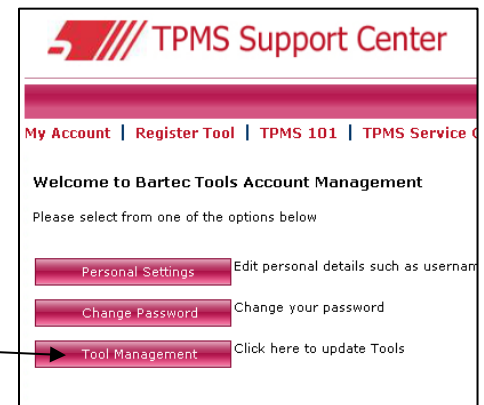 TPMS Support Center
My Account | Register Tool | TPMS 101 | TPMS Service
Welcome to Bartec Tools Account Management
Please select from one of the options below
Personal Settings Edit personal details such as
Change Password Change your password
Tool Management Click here to update Tools